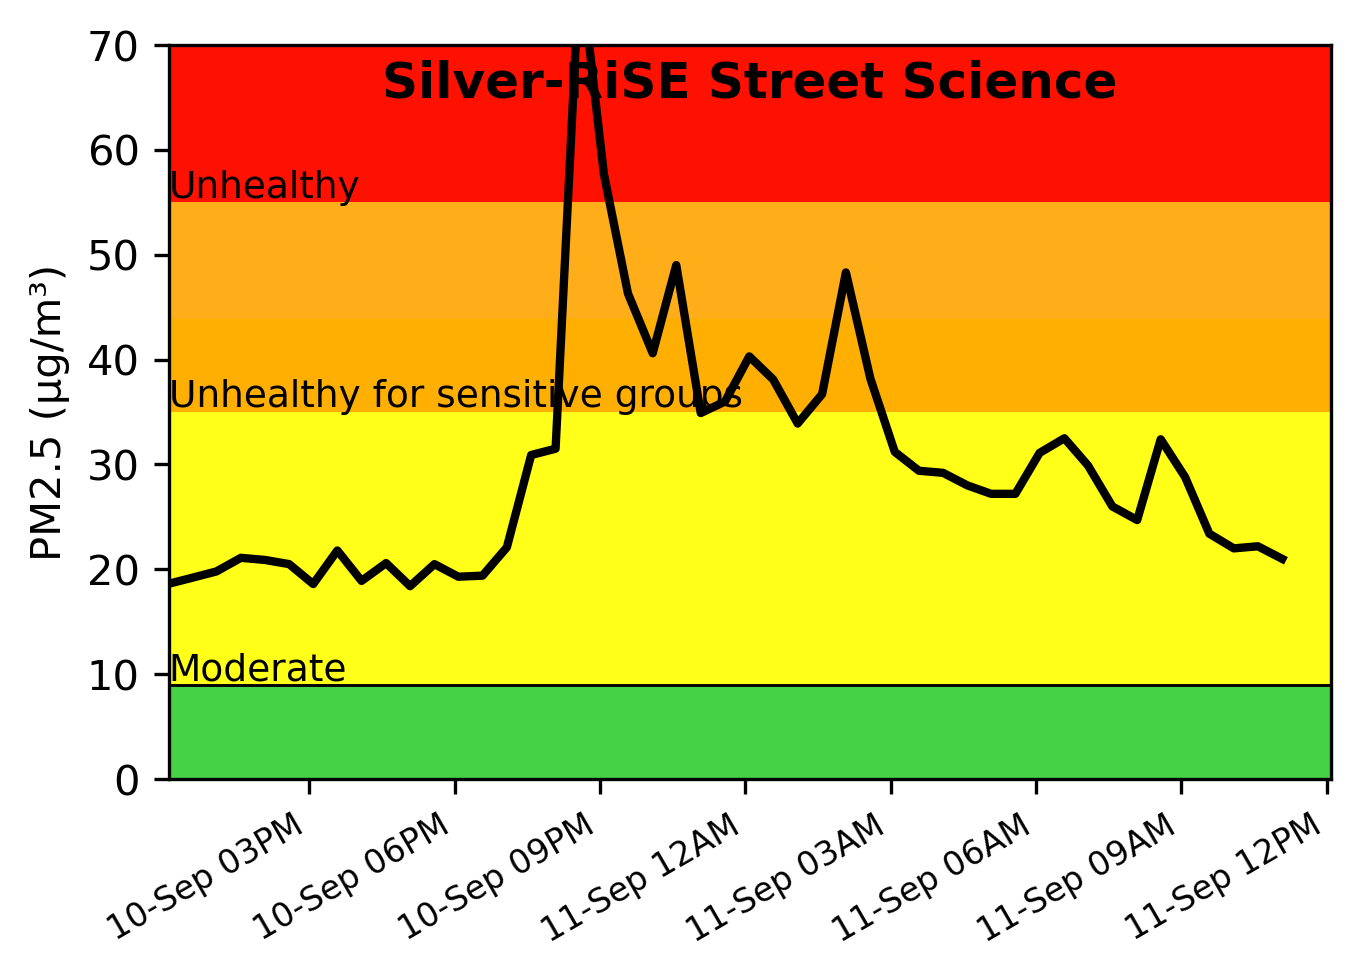 Silver-RiSE Street Science
70
60
Unhealthy
50
40
Unhealthy for sensitive groups
30
20
10
Moderate
0
PM2.5 (µg/m³)
10-Sep 03PM
10-Sep 06PM
10-Sep 09PM
11-Sep 12AM
11-Sep 03AM
11-Sep 06AM
11-Sep 09AM
11-Sep 12PM